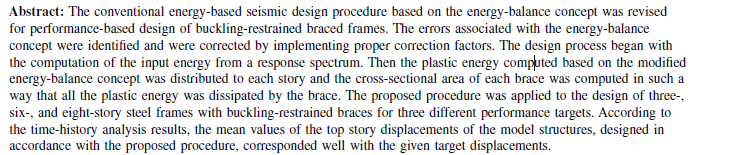 Abstract: The conventional energy-based seismic design procedure based on the energy-balance concept was revised
for performance-based design of buckling-restrained braced frames. The errors associated with the energy-balance
concept were identified and were corrected by implementing proper correction factors. The design process began with
the computation of the input energy from a response spectrum. Then the plastic energy computed based on the modified
energy-balance concept was distributed to each story and the cross-sectional area of each brace was computed in such a
way that all the plastic energy was dissipated by the brace. The proposed procedure was applied to the design of three-,
six-, and eight-story steel frames with buckling-restrained braces for three different performance targets. According to
the time-history analysis results, the mean values of the top story displacements of the model structures, designed in
accordance with the proposed procedure, corresponded well with the given target displacements.